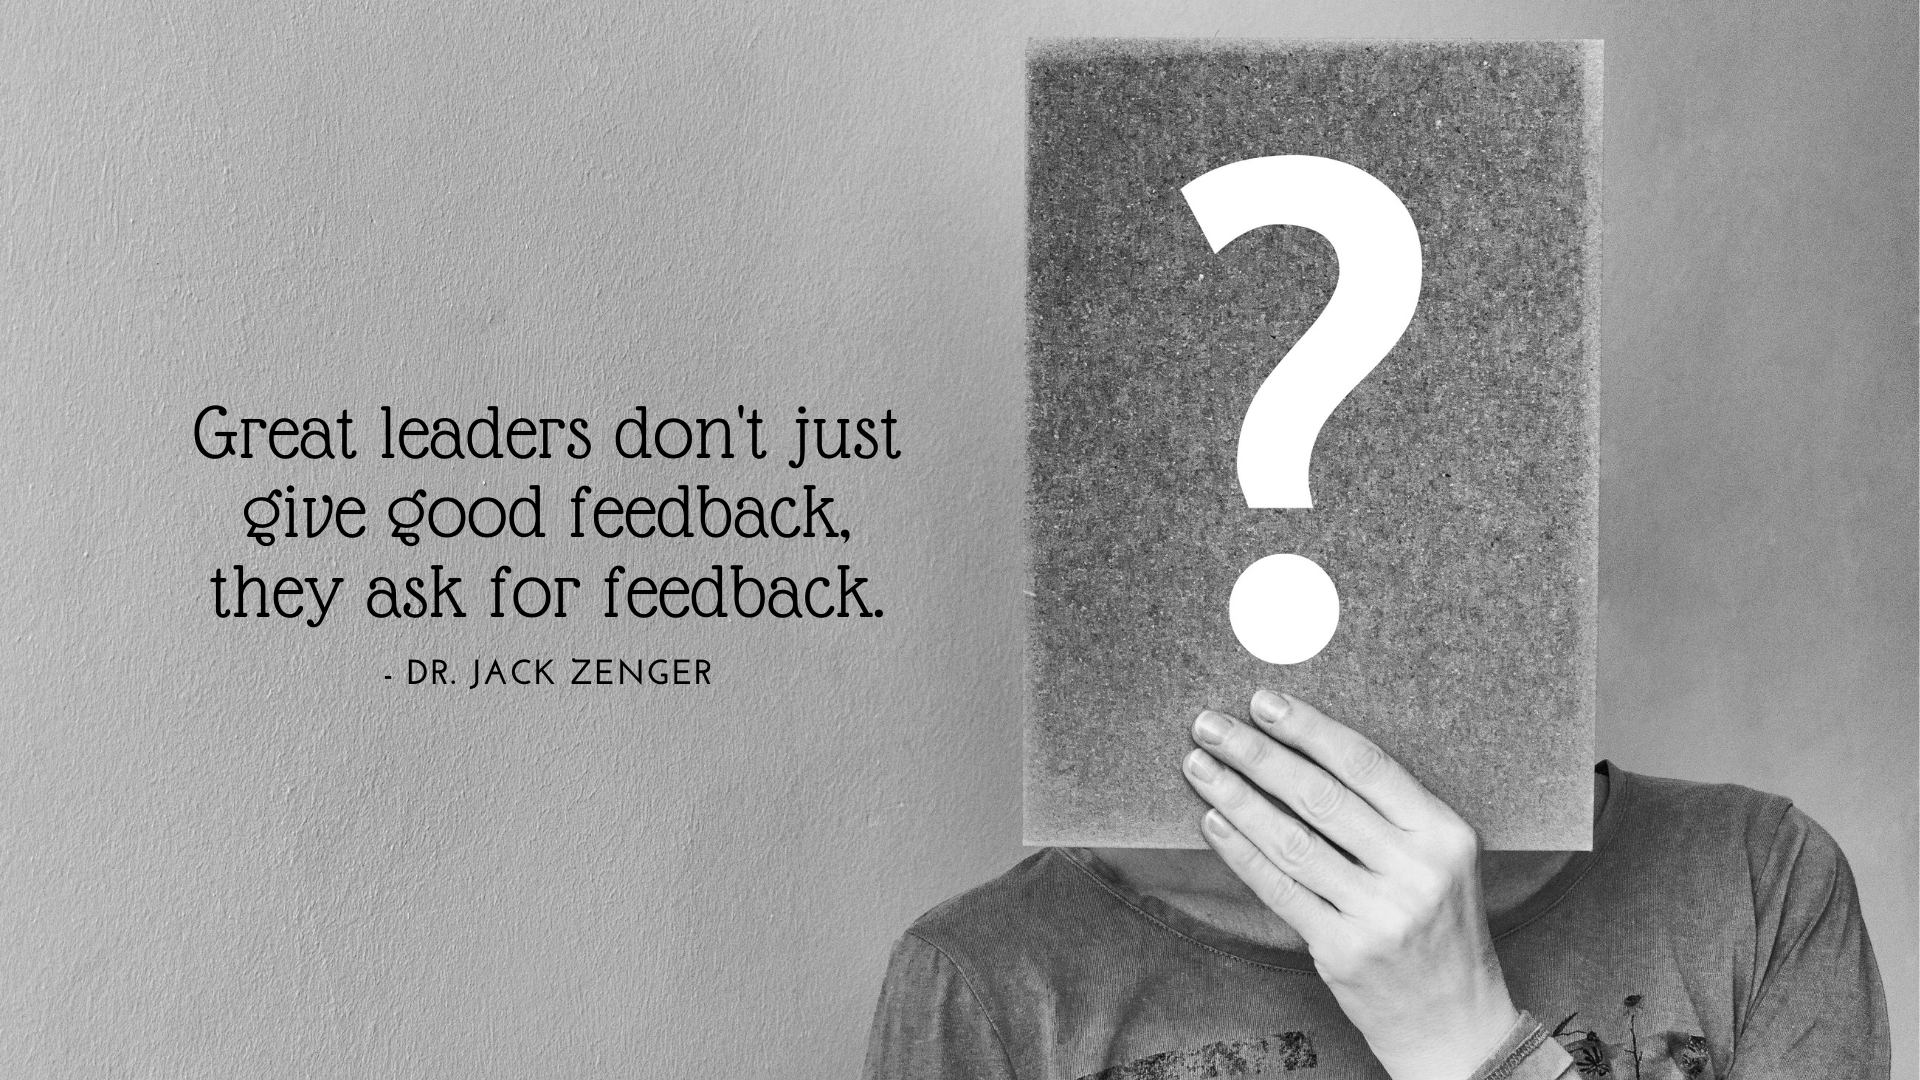 Great leaders don't just
give good feedback,
they ask for feedback.
- DR. JACK ZENGER
?